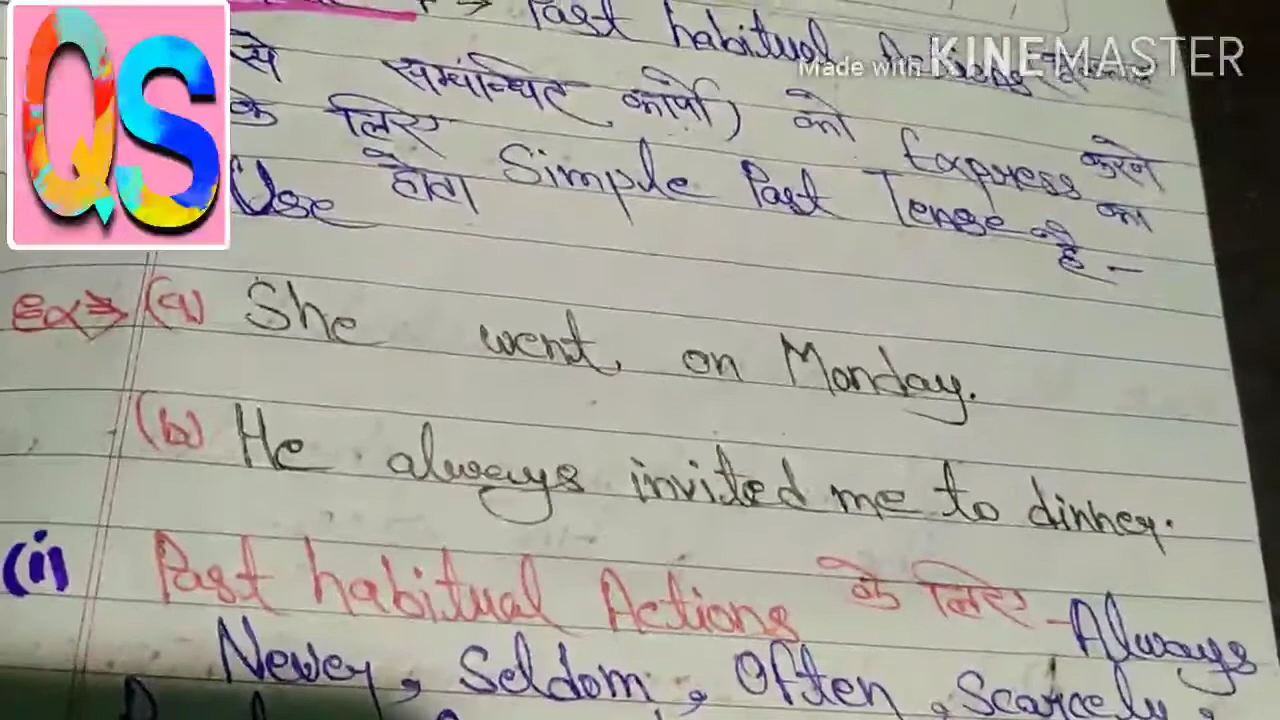 QS
Made with KINEMASTER
→ Past habitual Actions
से सम्बन्धित कार्यो) को Express करने
के लिए Simple Past Tense का
Use होता है -
Ex⇒ (a) She went on Monday.
(b) He always invited me to dinner.
(i) Past habitual Actions के लिए - Always
Never, Seldom, Often, Scarcely,